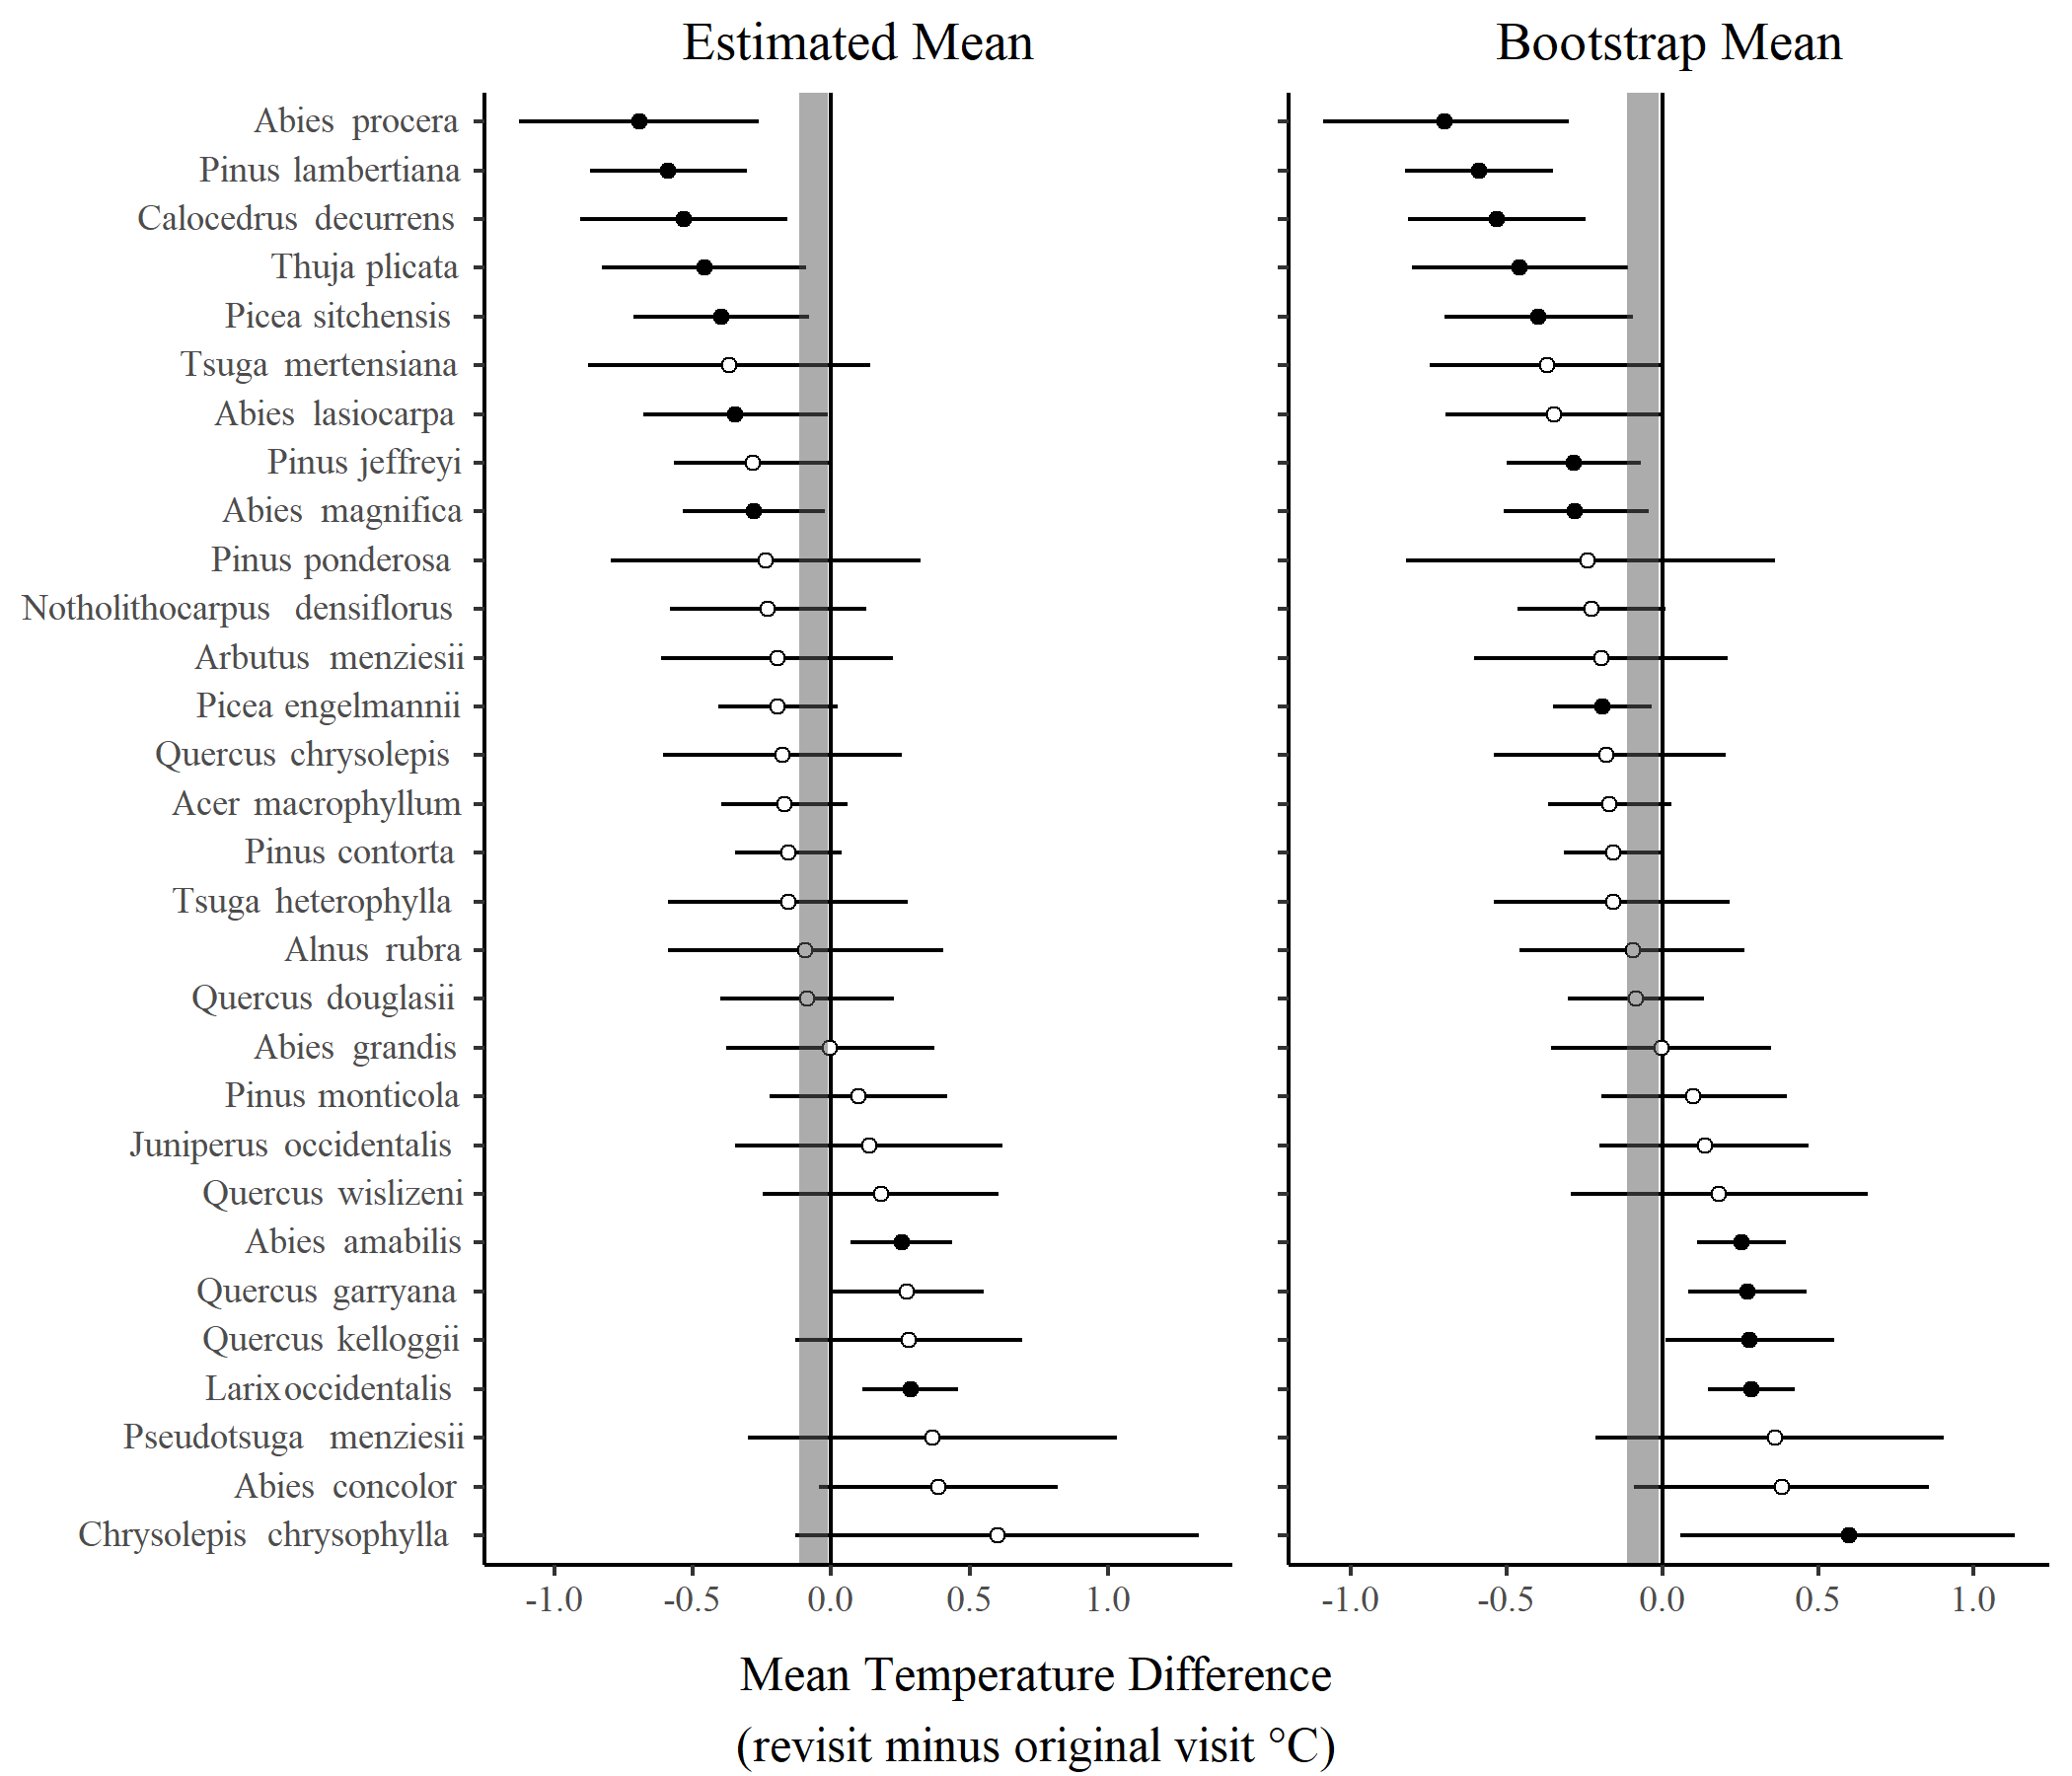 Estimated Mean
Bootstrap Mean
Abies procera
Pinus lambertiana
Calocedrus decurrens
Thuja plicata
Picea sitchensis
Tsuga mertensiana
Abies lasiocarpa
Pinus jeffreyi
Abies magnifica
Pinus ponderosa
Notholithocarpus densiflorus
Arbutus menziesii
Picea engelmannii
Quercus chrysolepis
Acer macrophyllum
Pinus contorta
Tsuga heterophylla
Alnus rubra
Quercus douglasii
Abies grandis
Pinus monticola
Juniperus occidentalis
Quercus wislizeni
Abies amabilis
Quercus garryana
Quercus kelloggii
Larix occidentalis
Pseudotsuga menziesii
Abies concolor
Chrysolepis chrysophylla
-1.0 -0.5 0.0 0.5 1.0
-1.0 -0.5 0.0 0.5 1.0
Mean Temperature Difference
(revisit minus original visit °C)